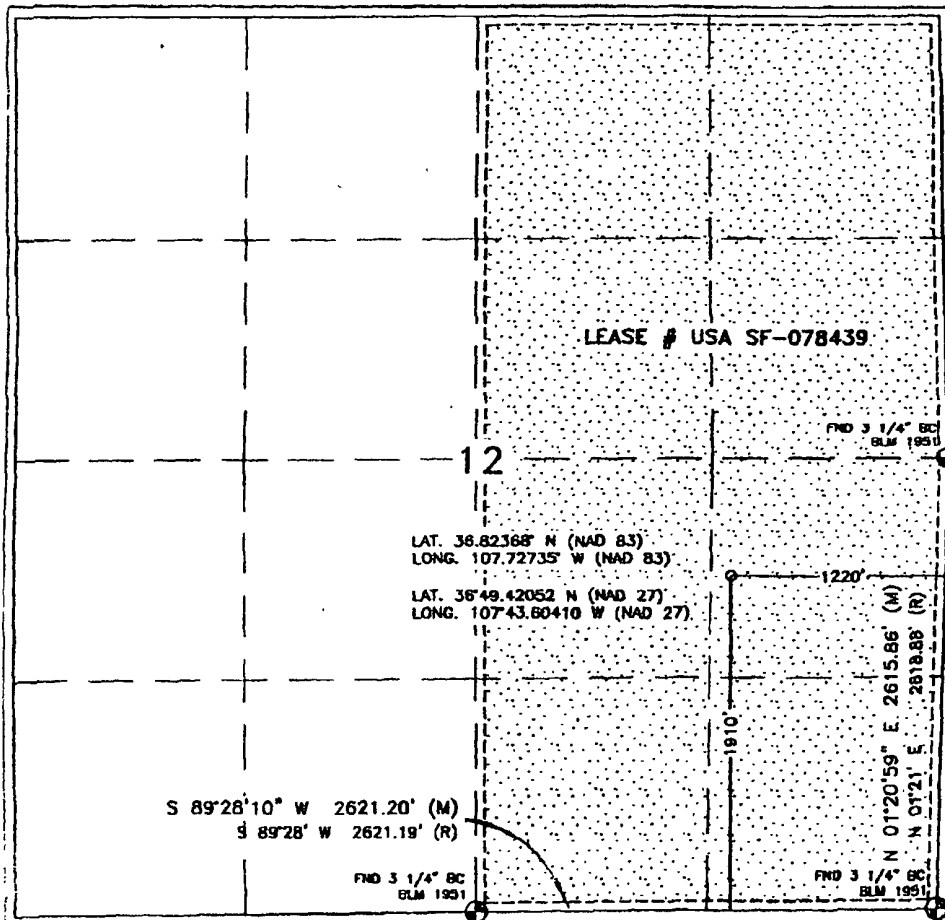 LEASE # USA SF-078439
FND 3 1/4" BC
BLM 1951
12
LAT. 36.82368° N (NAD 83)
LONG. 107.72735° W (NAD 83)
LAT. 36°49.42052 N (NAD 27)
LONG. 107°43.60410 W (NAD 27)
1220'
1910'
N 01°20'59" E 2615.86' (M)
N 01°21' E 2618.88' (R)
S 89°28'10" W 2621.20' (M)
S 89°28' W 2621.19' (R)
FND 3 1/4" BC
BLM 1951
FND 3 1/4" BC
BLM 1951